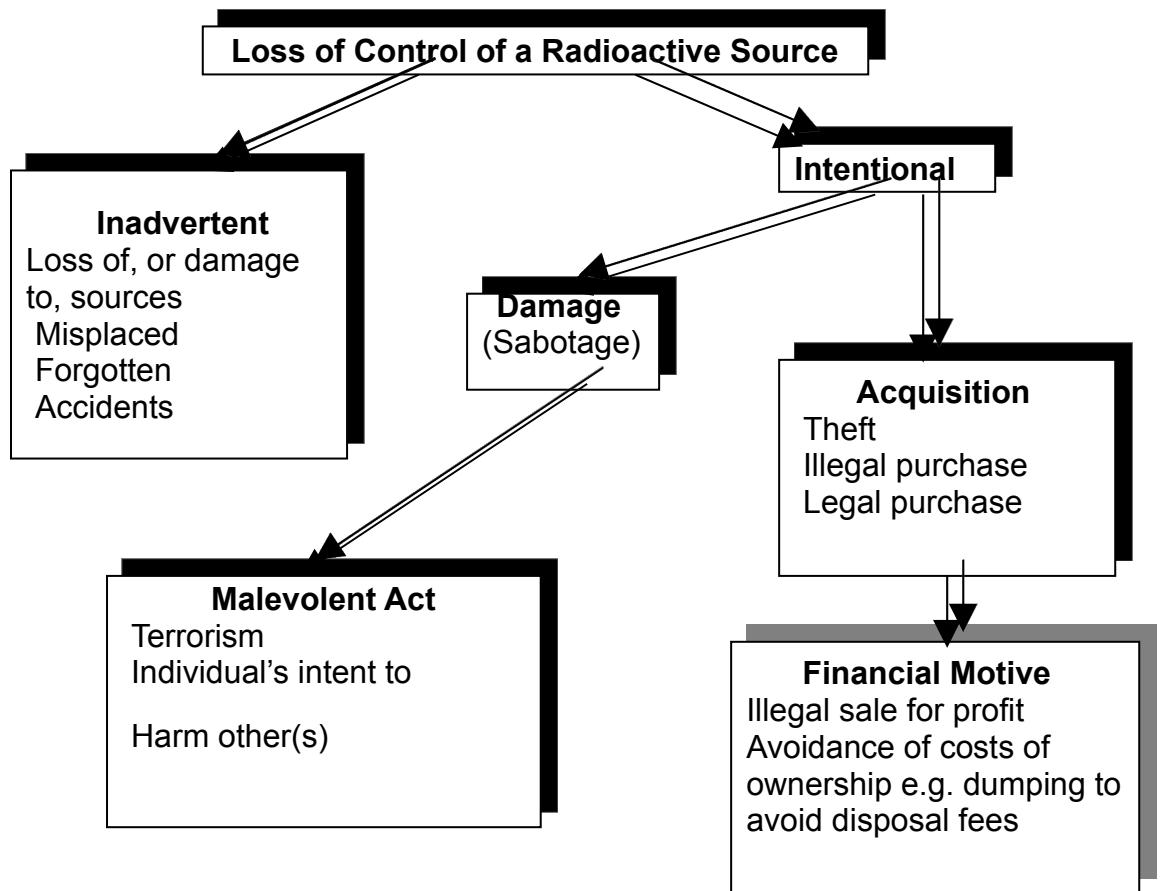 Loss of Control of a Radioactive Source
Intentional
Inadvertent
Loss of, or damage
to, sources
Misplaced
Forgotten
Accidents
Damage
(Sabotage)
Acquisition
Theft
Illegal purchase
Legal purchase
Malevolent Act
Terrorism
Individual’s intent to
Harm other(s)
Financial Motive
Illegal sale for profit
Avoidance of costs of
ownership e.g. dumping to
avoid disposal fees